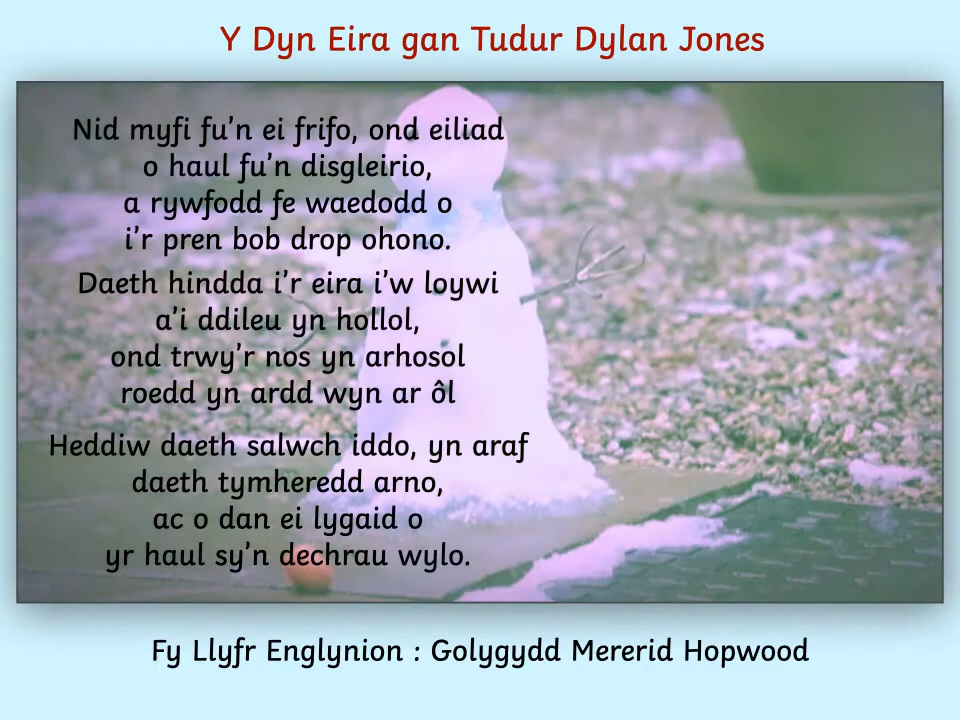 Y Dyn Eira gan Tudur Dylan Jones
Nid myfi fu'n ei frifo, ond eiliad
o haul fu'n disgleirio,
a rywfodd fe waedodd o
i'r pren bob drop ohono.
Daeth hindda i'r eira i'w loywi
a'i ddileu yn hollol,
ond trwy'r nos yn arhosol
roedd yn ardd wyn ar ôl
Heddiw daeth salwch iddo, yn araf
daeth tymheredd arno,
ac o dan ei lygaid o
yr haul sy'n dechrau wylo.
Fy Llyfr Englynion : Golygydd Mererid Hopwood